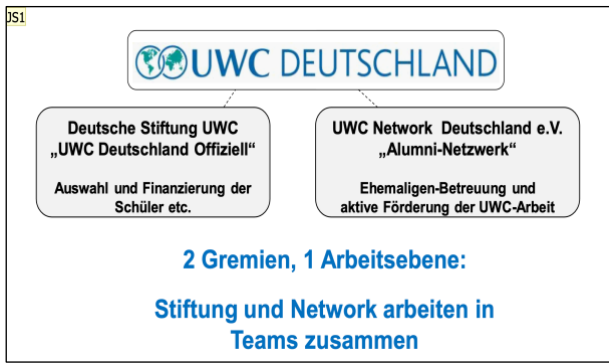 JS1
UWC DEUTSCHLAND
Deutsche Stiftung UWC
„UWC Deutschland Offiziell“
Auswahl und Finanzierung der
Schüler etc.
UWC Network Deutschland e.V.
„Alumni-Netzwerk“
Ehemaligen-Betreuung und
aktive Förderung der UWC-Arbeit
2 Gremien, 1 Arbeitsebene:
Stiftung und Network arbeiten in
Teams zusammen